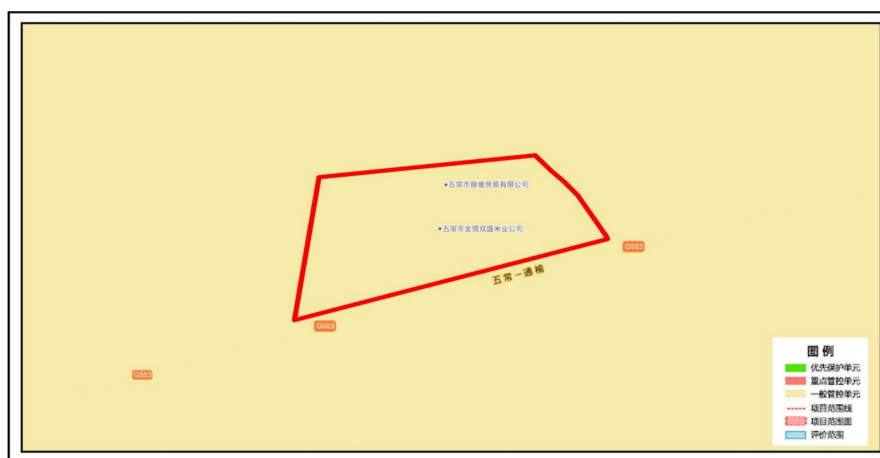 五常市粮食贸易有限公司
五常市金银双盛米业公司
G503
五常－通榆
G503
G503
图例
优先保护单元
重点管控单元
一般管控单元
项目范围线
项目范围面
评价范围